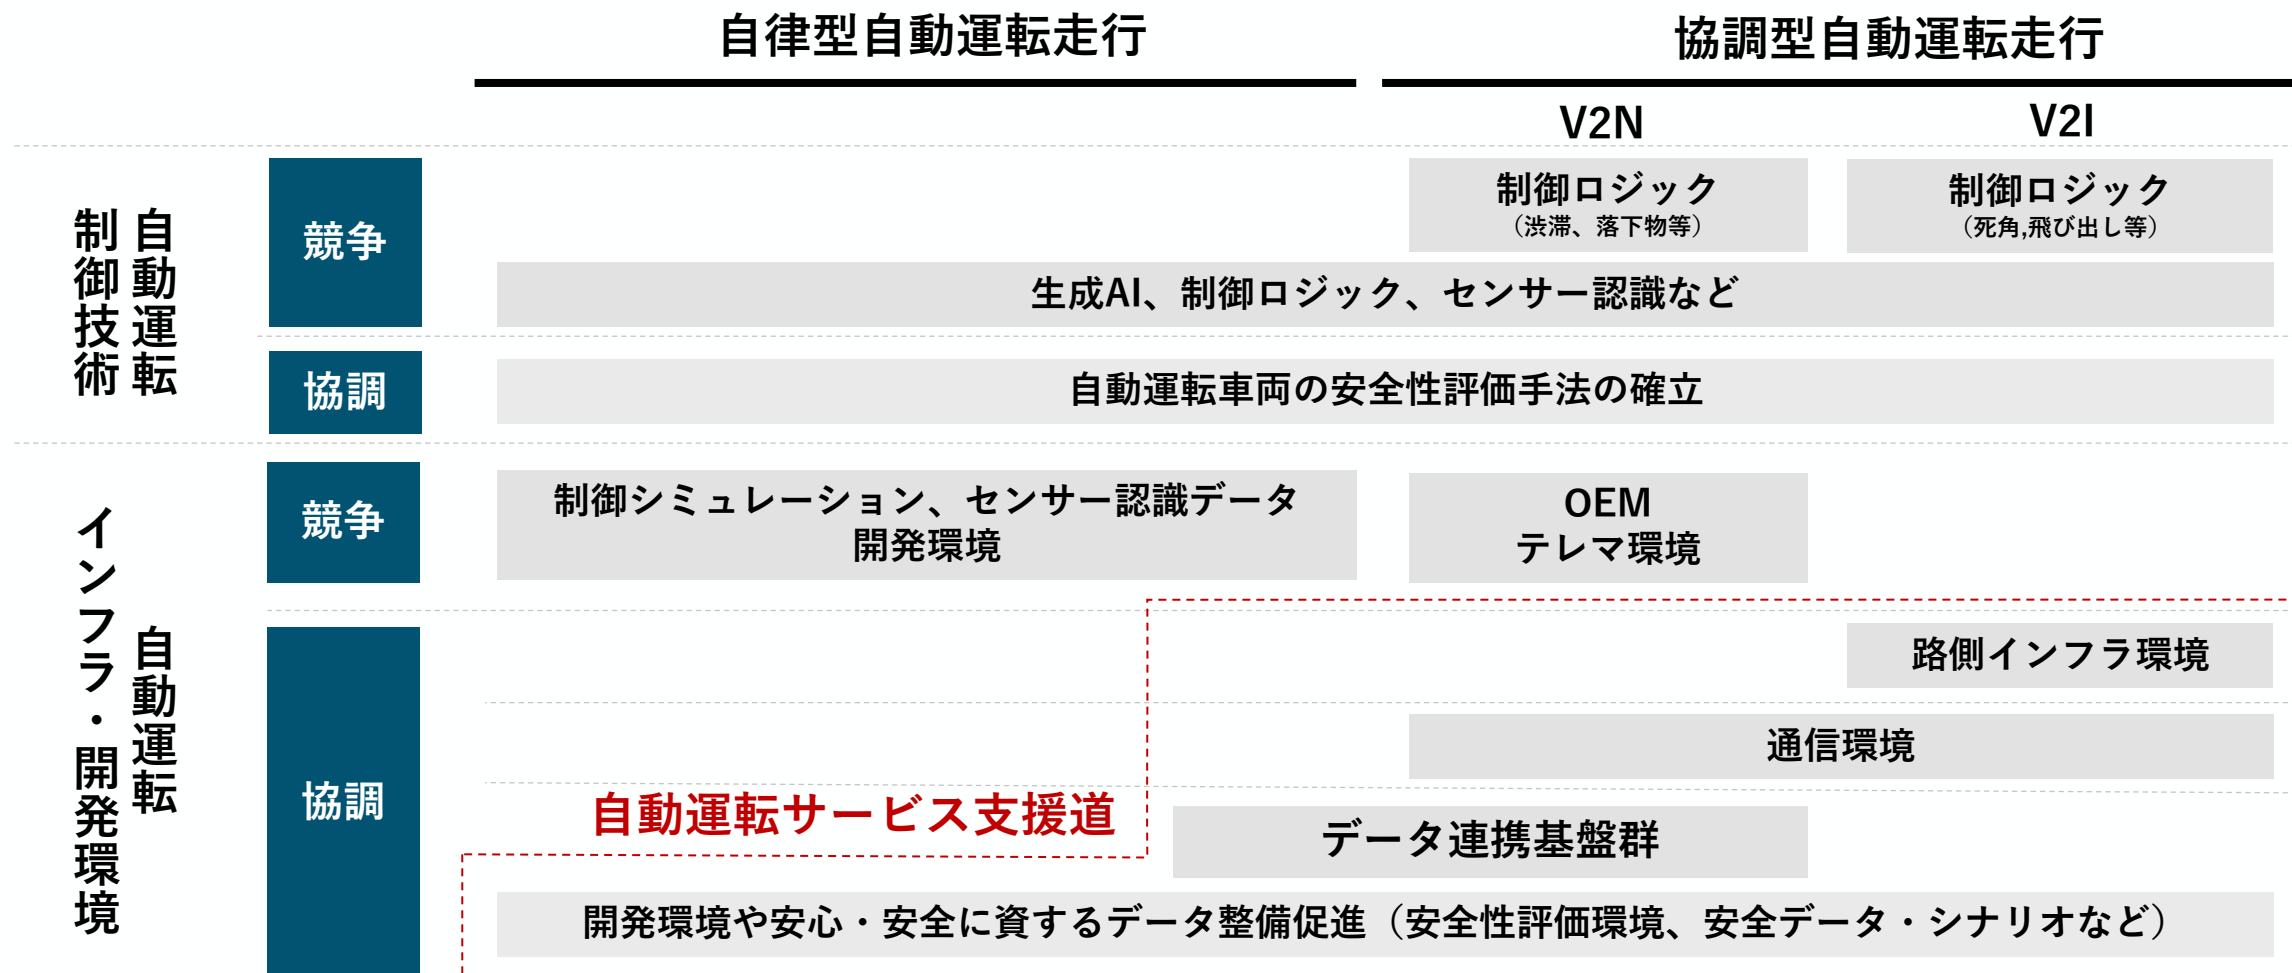 自律型自動運転走行
協調型自動運転走行
V2N
V2I
自動運転
制御技術
競争
制御ロジック
（渋滞、落下物等）
制御ロジック
（死角,飛び出し等）
生成AI、制御ロジック、センサー認識など
協調
自動運転車両の安全性評価手法の確立
自動運転
インフラ・開発環境
競争
制御シミュレーション、センサー認識データ
開発環境
OEM
テレマ環境
協調
路側インフラ環境
通信環境
自動運転サービス支援道
データ連携基盤群
開発環境や安心・安全に資するデータ整備促進（安全性評価環境、安全データ・シナリオなど）